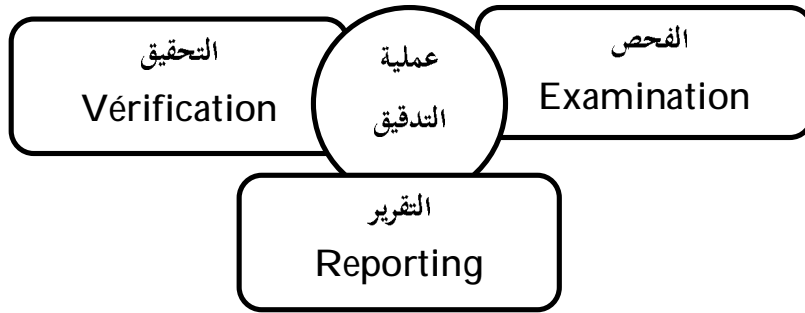 الفحص
Examination
عملية
التدقيق
التحقيق
Vérification
التقرير
Reporting